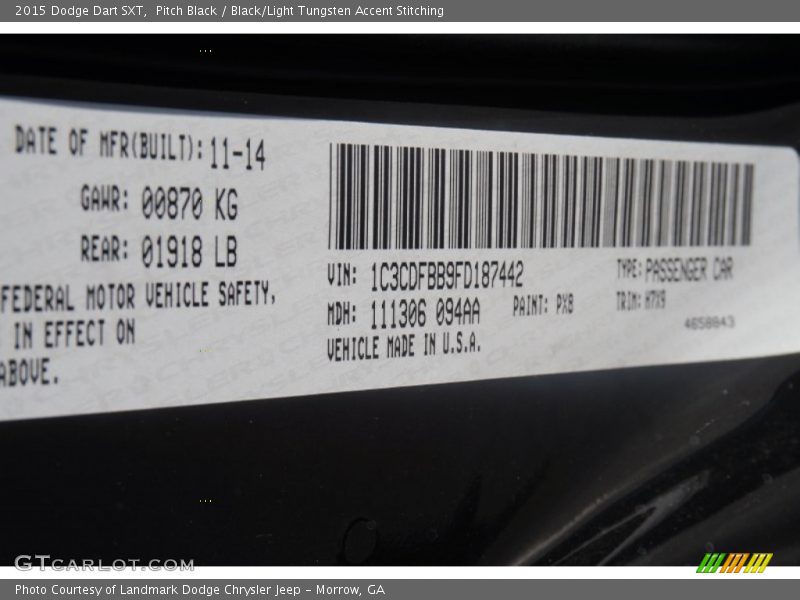 2015 Dodge Dart SXT,  Pitch Black / Black/Light Tungsten Accent Stitching
DATE OF MFR(BUILT): 11-14
GAWR: 00870 KG
REAR: 01918 LB
FEDERAL MOTOR VEHICLE SAFETY,
IN EFFECT ON
ABOVE.
VIN: 1C3CDFBB9FD187442
TYPE: PASSENGER CAR
MDH: 111306 094AA
PAINT: PX8
TRIM: H7X9
VEHICLE MADE IN U.S.A.
4658843
GTCARLOT.COM
Photo Courtesy of Landmark Dodge Chrysler Jeep – Morrow, GA